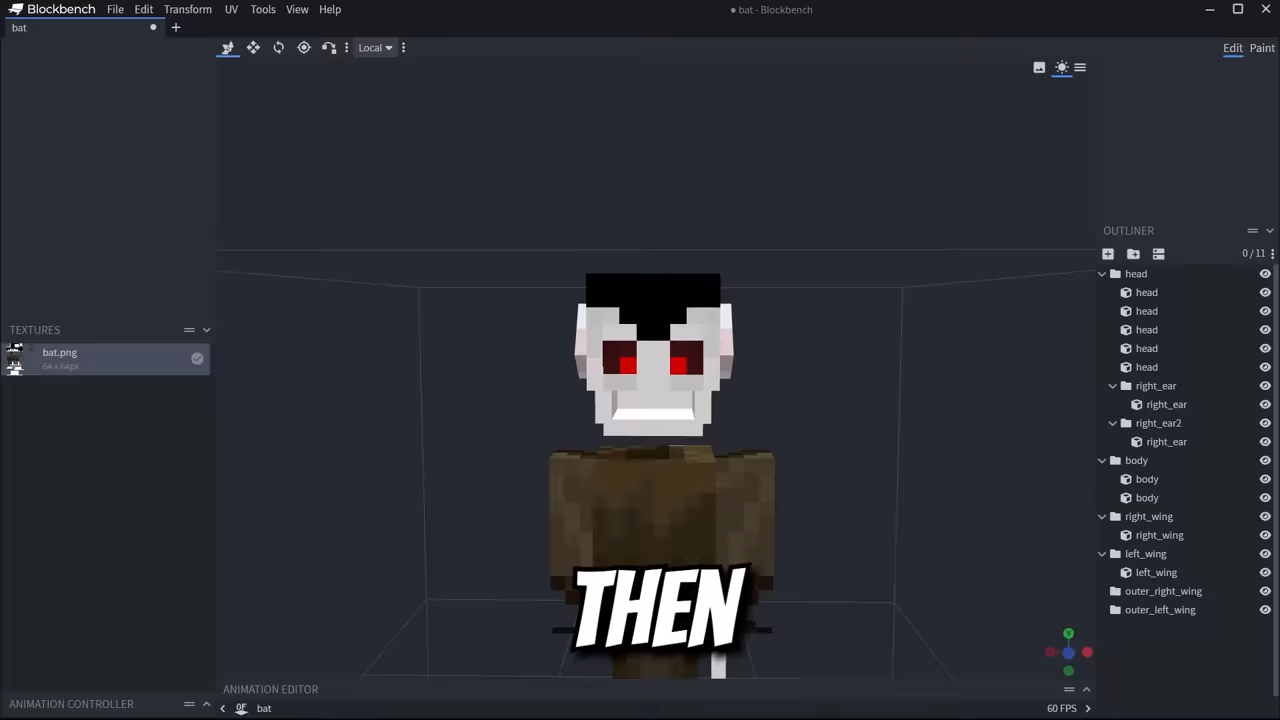 Blockbench File Edit Transform UV Tools View Help
bat - Blockbench
bat
Local
Edit Paint
OUTLINER
0/11
head
head
head
head
head
head
right_ear
right_ear
right_ear2
right_ear
body
body
body
right_wing
right_wing
left_wing
left_wing
outer_right_wing
outer_left_wing
TEXTURES
bat.png
64 x 64px
THEN
Y
ANIMATION EDITOR
ANIMATION CONTROLLER
bat
60 FPS